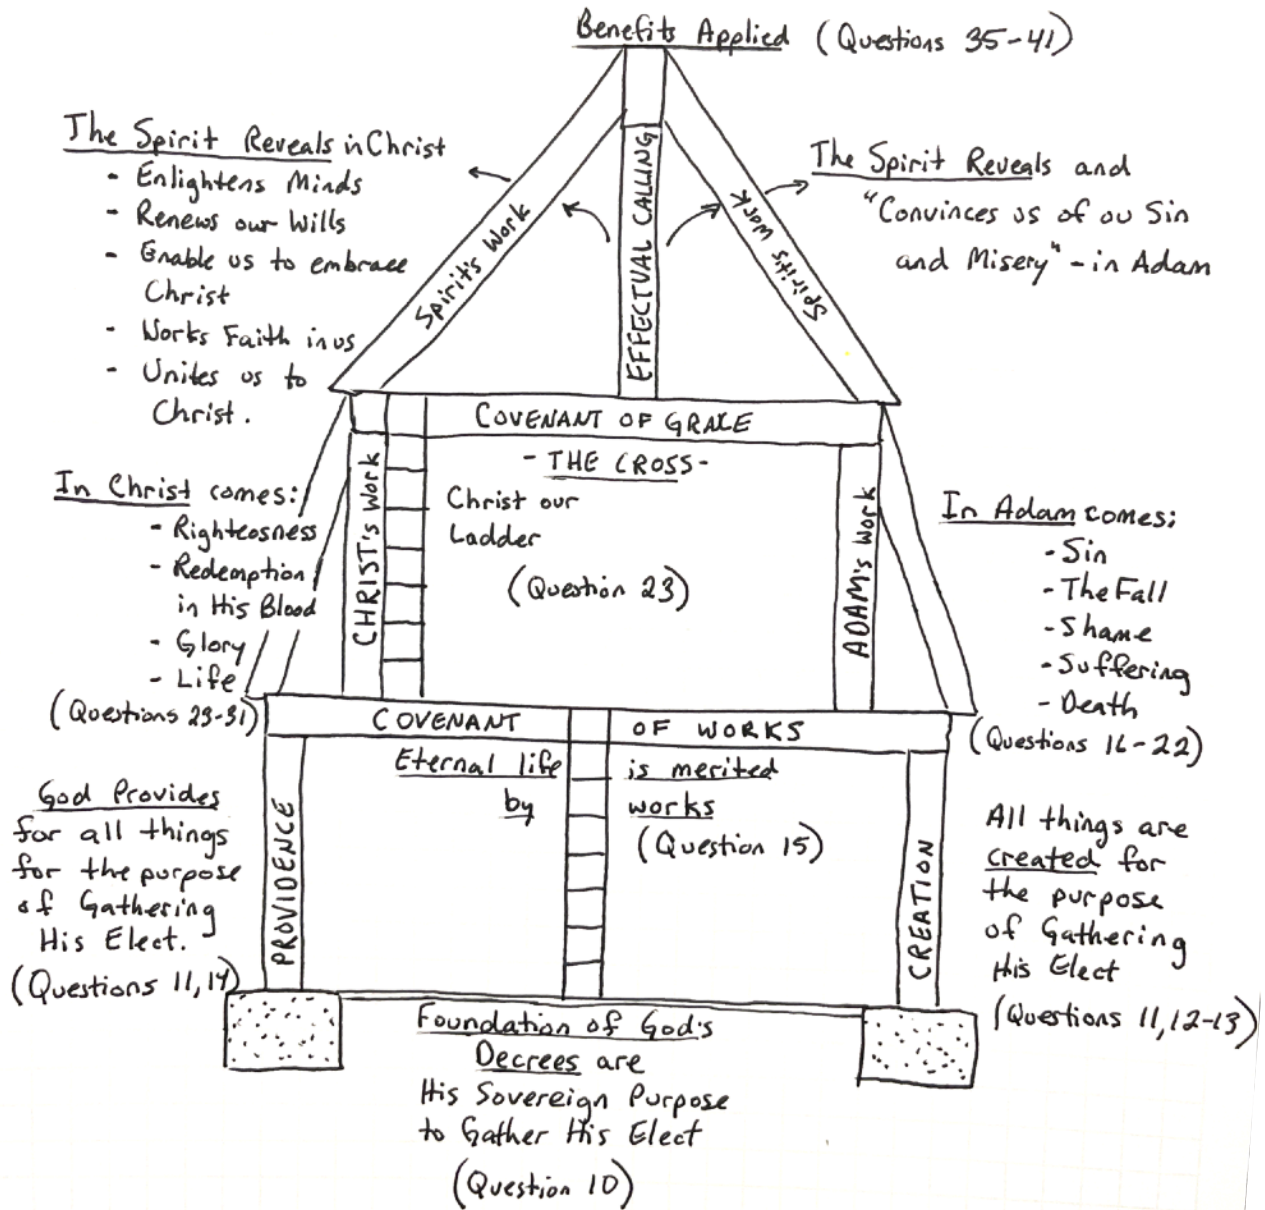 Benefits Applied (Questions 35-41)
The Spirit Reveals in Christ
- Enlightens Minds
- Renews our Wills
- Enable us to embrace
Christ
- Works Faith in us
- Unites us to
Christ.
Spirit's Work
EFFECTUAL CALLING
Spirit's Work
The Spirit Reveals and
"Convinces us of ou Sin
and Misery" - in Adam
COVENANT OF GRACE
- THE CROSS -
Christ our
Ladder
(Question 23)
CHRIST's Work
ADAM's Work
In Christ comes:
- Righteosness
- Redemption
in His Blood
- Glory
- Life
(Questions 23-31)
In Adam comes:
- Sin
- The Fall
- Shame
- Suffering
- Death
(Questions 16-22)
COVENANT OF WORKS
Eternal life is merited
by works
(Question 15)
PROVIDENCE
CREATION
God Provides
for all things
for the purpose
of Gathering
His Elect.
(Questions 11, 14)
All things are
created for
the purpose
of Gathering
His Elect
(Questions 11, 12-13)
Foundation of God's
Decrees are
His Sovereign Purpose
to Gather His Elect
(Question 10)